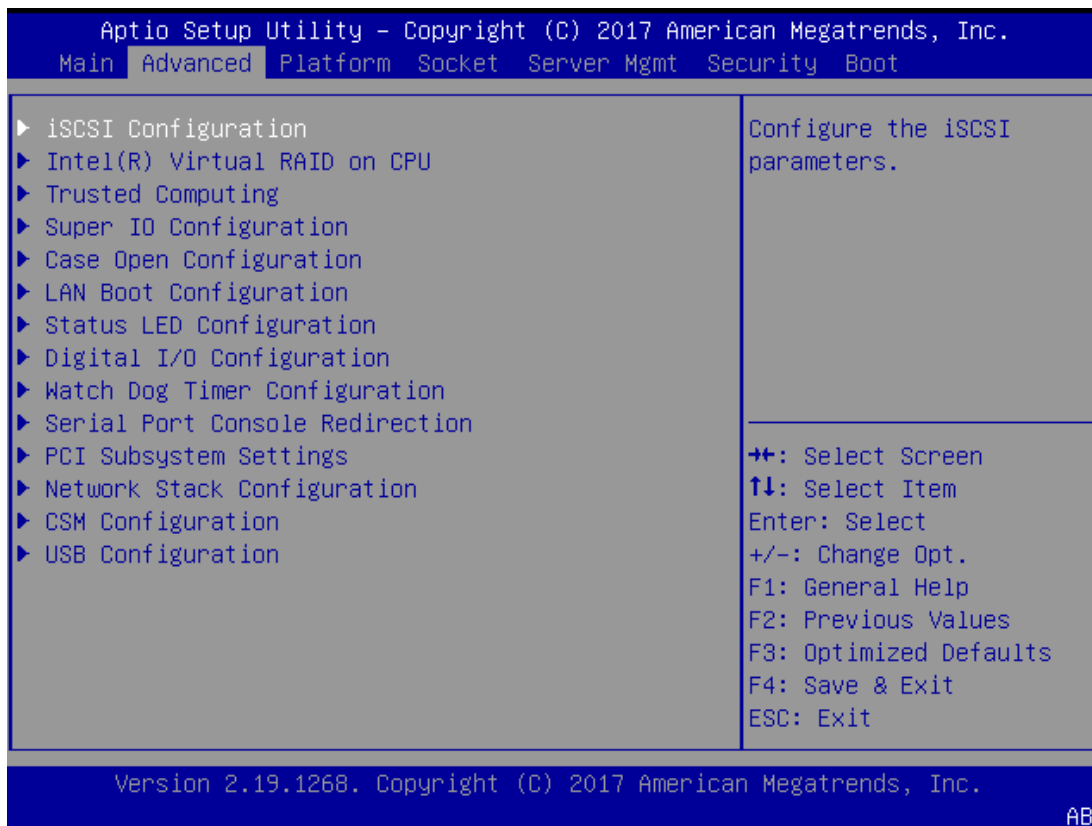 Aptio Setup Utility – Copyright (C) 2017 American Megatrends, Inc.
Main Advanced Platform Socket Server Mgmt Security Boot
▶ iSCSI Configuration
▶ Intel(R) Virtual RAID on CPU
▶ Trusted Computing
▶ Super IO Configuration
▶ Case Open Configuration
▶ LAN Boot Configuration
▶ Status LED Configuration
▶ Digital I/O Configuration
▶ Watch Dog Timer Configuration
▶ Serial Port Console Redirection
▶ PCI Subsystem Settings
▶ Network Stack Configuration
▶ CSM Configuration
▶ USB Configuration
Configure the iSCSI
parameters.
→←: Select Screen
↑↓: Select Item
Enter: Select
+/-: Change Opt.
F1: General Help
F2: Previous Values
F3: Optimized Defaults
F4: Save & Exit
ESC: Exit
Version 2.19.1268. Copyright (C) 2017 American Megatrends, Inc.
AB